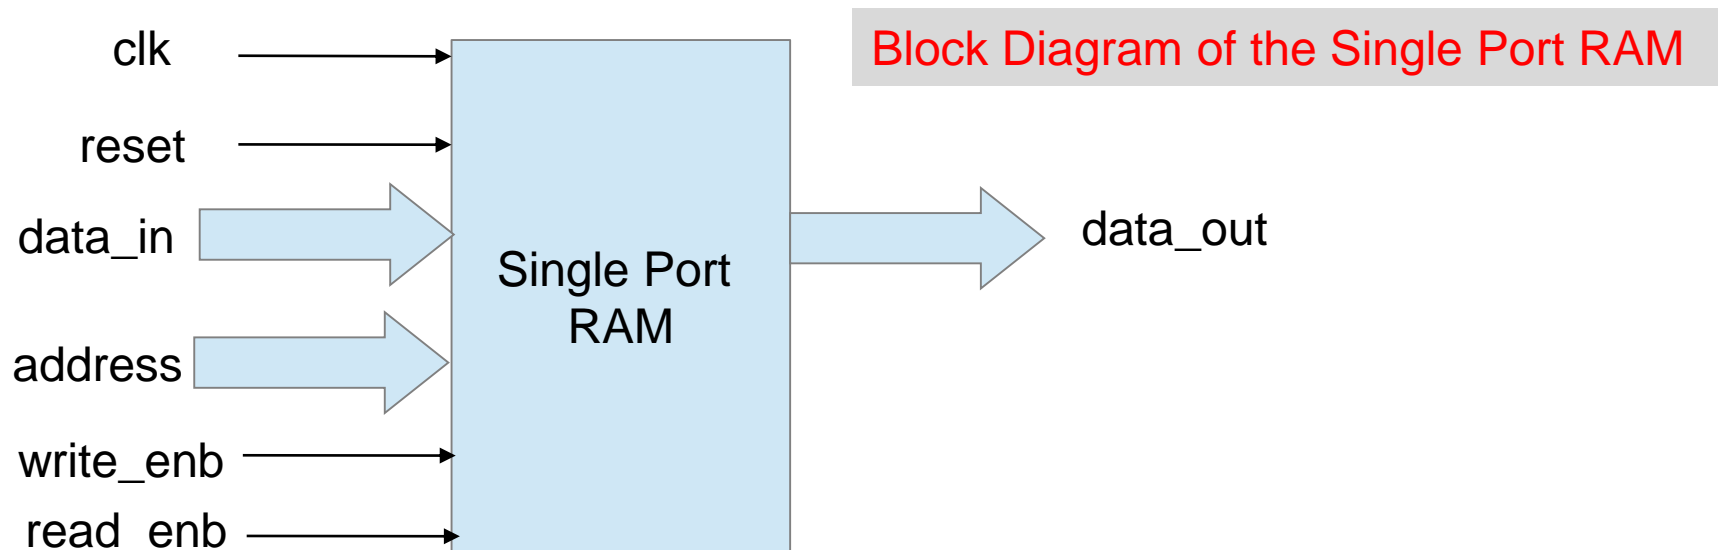 clk
Block Diagram of the Single Port RAM
reset
data_in
data_out
Single Port
RAM
address
write_enb
read_enb